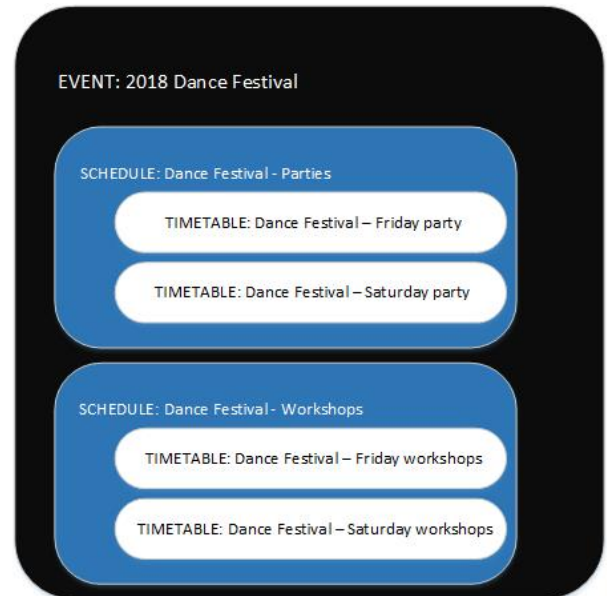 EVENT: 2018 Dance Festival
SCHEDULE: Dance Festival - Parties
TIMETABLE: Dance Festival – Friday party
TIMETABLE: Dance Festival – Saturday party
SCHEDULE: Dance Festival - Workshops
TIMETABLE: Dance Festival – Friday workshops
TIMETABLE: Dance Festival – Saturday workshops